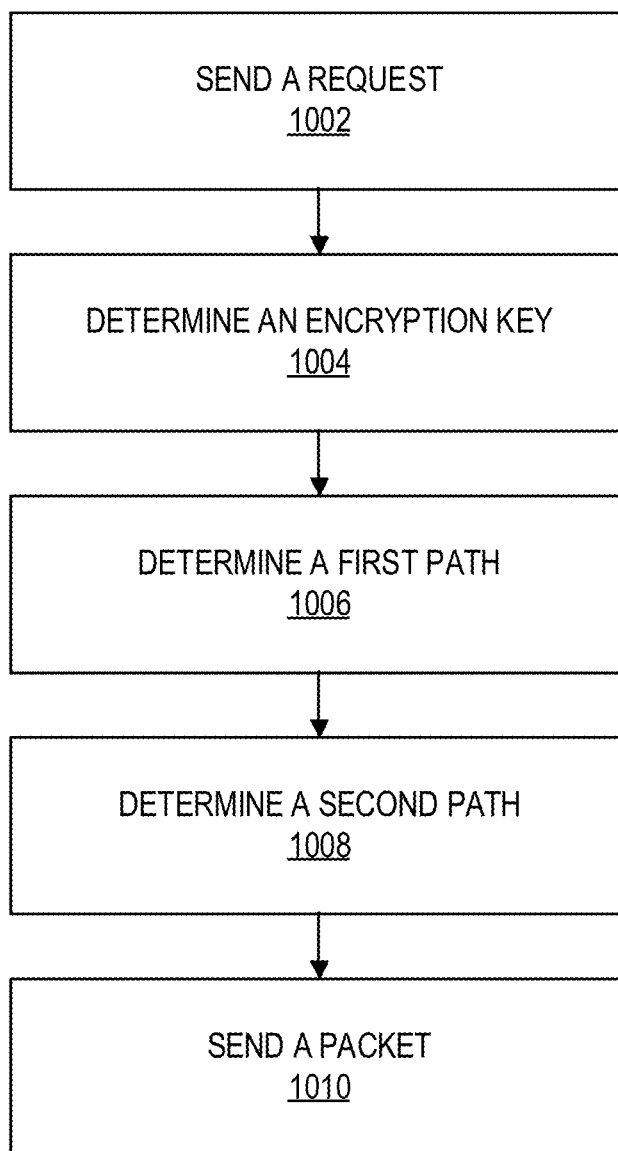 SEND A REQUEST
1002
DETERMINE AN ENCRYPTION KEY
1004
DETERMINE A FIRST PATH
1006
DETERMINE A SECOND PATH
1008
SEND A PACKET
1010